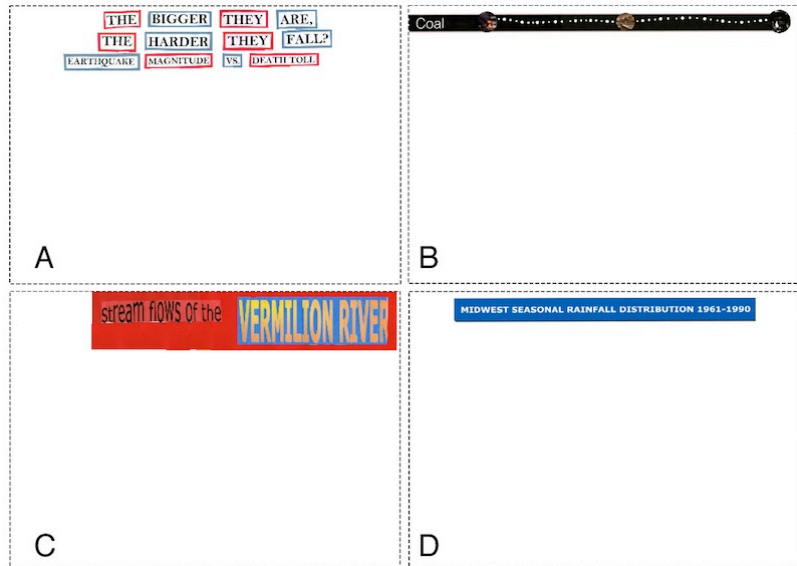 THE BIGGER THEY ARE,
THE HARDER THEY FALL?
EARTHQUAKE MAGNITUDE VS. DEATH TOLL
A
Coal
B
stream flows of the VERMILION RIVER
C
MIDWEST SEASONAL RAINFALL DISTRIBUTION 1961-1990
D